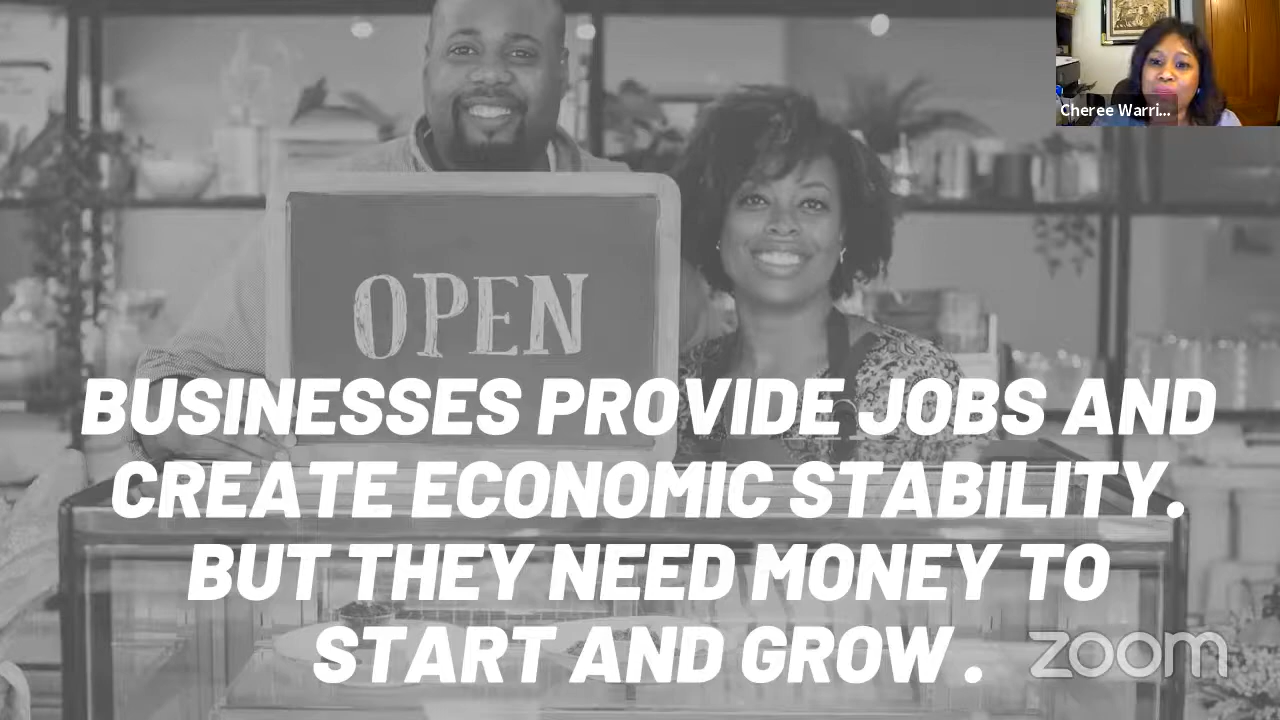 Cheree Warri...
OPEN
BUSINESSES PROVIDE JOBS AND
CREATE ECONOMIC STABILITY.
BUT THEY NEED MONEY TO
START AND GROW.
zoom